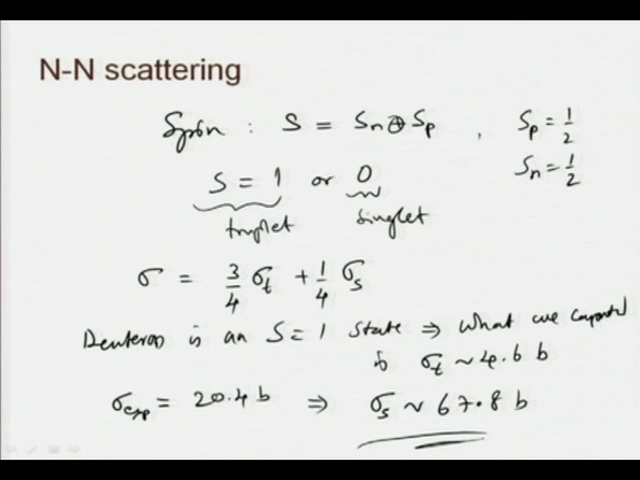 N-N scattering
Spin : S = Sn⊕Sp , Sp = 1/2
Sn = 1/2
S = 1 or 0
triplet singlet
σ = 3/4 σt + 1/4 σs
Deuteron is an S = 1 state ⇒ what we computed
is σt ~ 4.6 b
σexp = 20.4 b ⇒ σs ~ 67.8 b